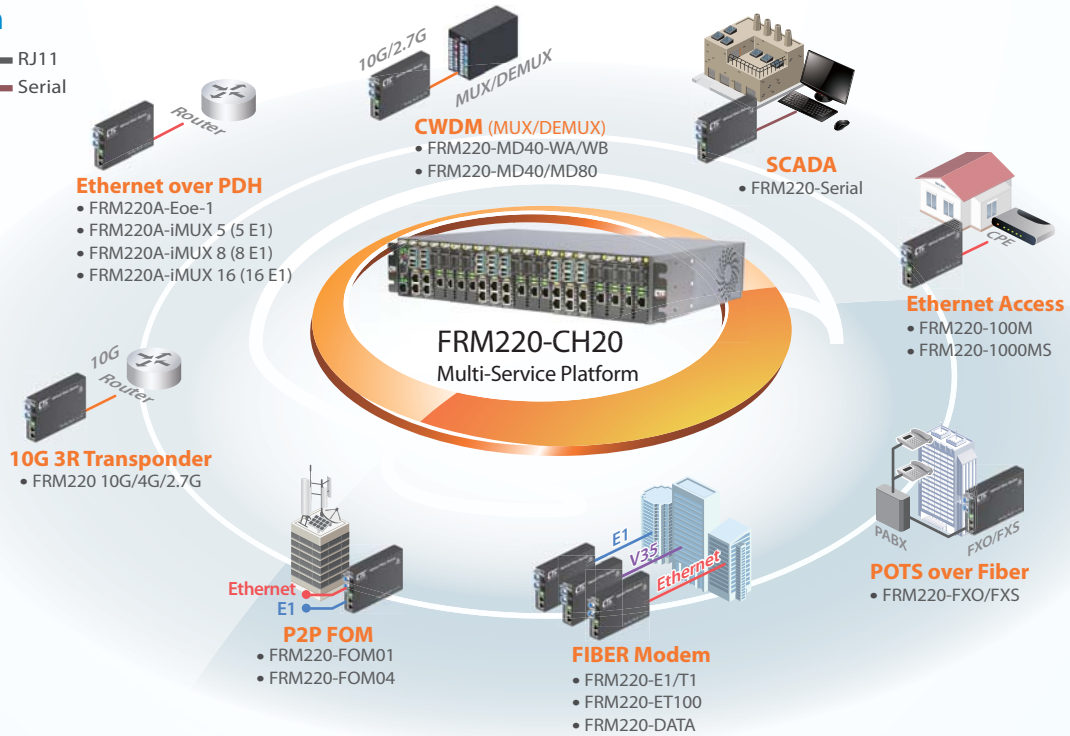 RJ11
Serial
Router
Ethernet over PDH
• FRM220A-Eoe-1
• FRM220A-iMUX 5 (5 E1)
• FRM220A-iMUX 8 (8 E1)
• FRM220A-iMUX 16 (16 E1)
10G/2.7G
MUX/DEMUX
CWDM (MUX/DEMUX)
• FRM220-MD40-WA/WB
• FRM220-MD40/MD80
SCADA
• FRM220-Serial
CPE
Ethernet Access
• FRM220-100M
• FRM220-1000MS
FRM220-CH20
Multi-Service Platform
10G
Router
10G 3R Transponder
• FRM220 10G/4G/2.7G
Ethernet
E1
P2P FOM
• FRM220-FOM01
• FRM220-FOM04
E1
V35
Ethernet
FIBER Modem
• FRM220-E1/T1
• FRM220-ET100
• FRM220-DATA
PABX
FXO/FXS
POTS over Fiber
• FRM220-FXO/FXS